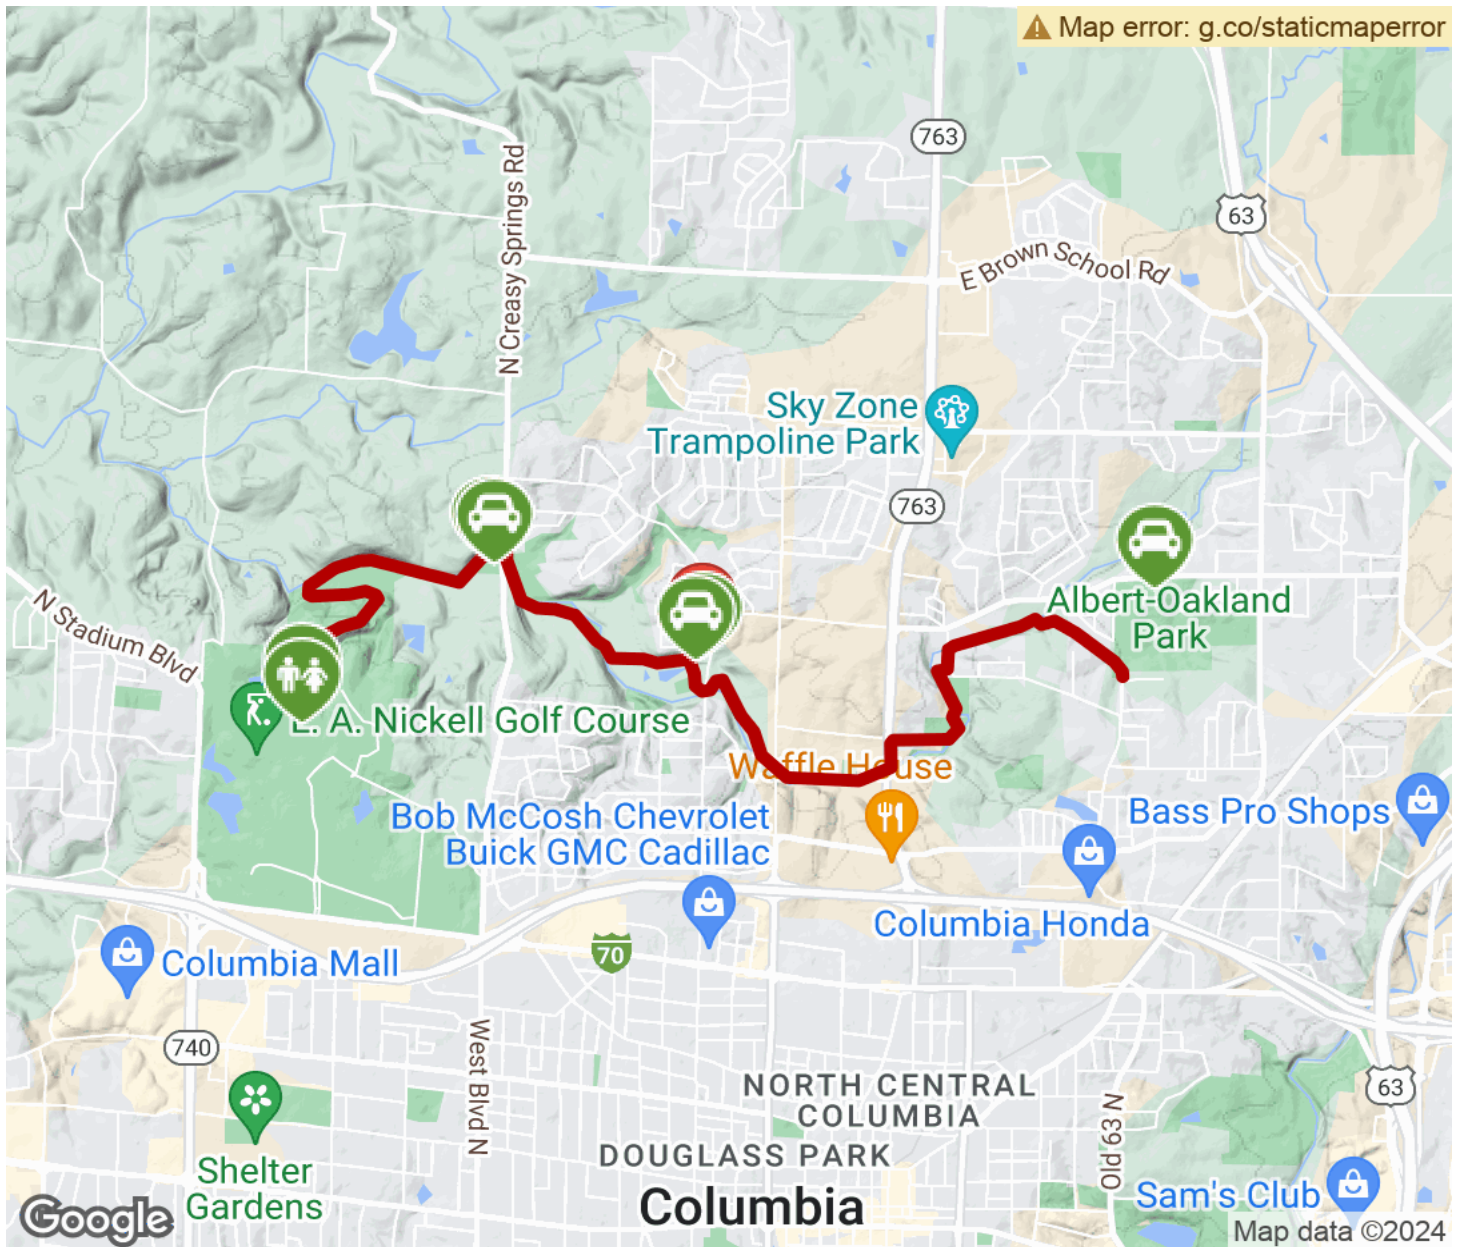 Map error: g.co/staticmaperror
763
63
N Creasy Springs Rd
E Brown School Rd
Sky Zone
Trampoline Park
763
N Stadium Blvd
Albert-Oakland
Park
L. A. Nickell Golf Course
Waffle House
Bob McCosh Chevrolet
Buick GMC Cadillac
Bass Pro Shops
Columbia Honda
70
Columbia Mall
740
West Blvd N
NORTH CENTRAL
COLUMBIA
63
Old 63 N
DOUGLASS PARK
Shelter
Gardens
Columbia
Sam's Club
Google
Map data ©2024